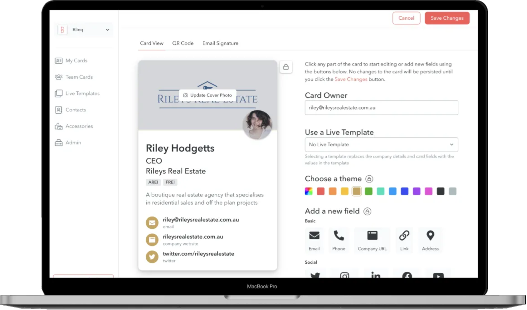 Riley
Cancel
Save Changes
Card View
QR Code
Email Signature
My Cards
Team Cards
Live Templates
Contacts
Accessories
Admin
RILEYS REAL ESTATE
Update Cover Photo
Riley Hodgetts
CEO
Rileys Real Estate
A boutique real estate agency that specialises
in residential sales and off the plan projects
riley@rileysrealestate.com.au
email
rileysrealestate.com.au
company website
twitter.com/rileysrealestate
twitter
Click any part of the card to start editing or add new fields using
the buttons below. No changes to the card will be persisted until
you click the Save Changes button.
Card Owner
riley@rileysrealestate.com.au
Use a Live Template
No Live Template
Selecting a template replaces the company details and card fields with the
values in the template
Choose a theme
Add a new field
Basic
Email
Phone
Company URL
Link
Address
Social
MacBook Pro